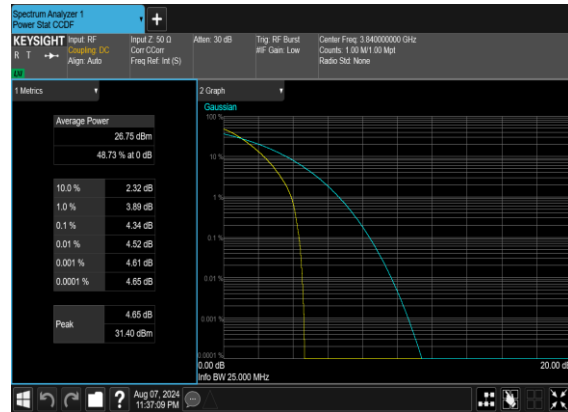 Spectrum Analyzer 1
Power Stat CCDF
+
KEYSIGHT
R T
LW
Input: RF
Coupling: DC
Align: Auto
Input Z: 50 Ω
Corr CCorr
Freq Ref: Int (S)
Atten: 30 dB
Trig: RF Burst
#IF Gain: Low
Center Freq: 3.840000000 GHz
Counts: 1.00 M/1.00 Mpt
Radio Std: None
1 Metrics
Average Power
26.75 dBm
48.73 % at 0 dB
10.0 % 2.32 dB
1.0 % 3.89 dB
0.1 % 4.34 dB
0.01 % 4.52 dB
0.001 % 4.61 dB
0.0001 % 4.65 dB
Peak 4.65 dB
31.40 dBm
2 Graph
Gaussian
100 %
10 %
1 %
0.1 %
0.01 %
0.001 %
0.0001 %
0.00 dB 20.00 dB
Info BW 25.000 MHz
?
Aug 07, 2024
11:37:09 PM